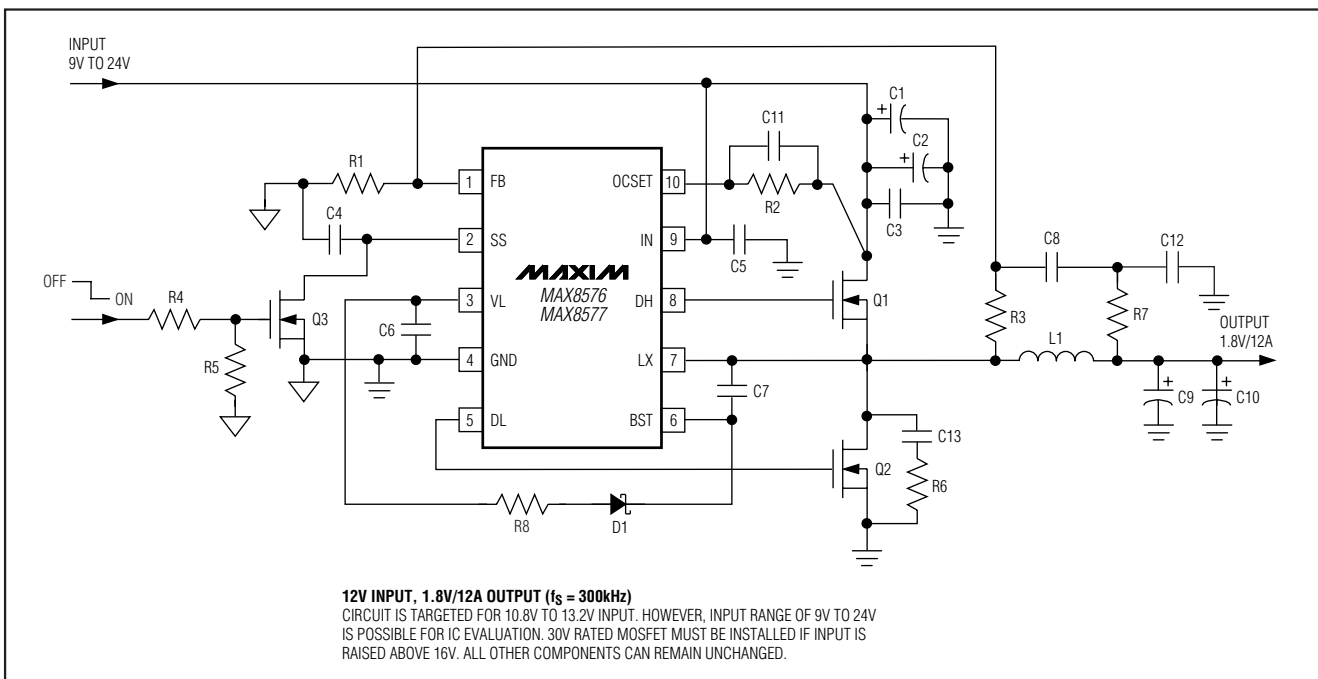 INPUT
9V TO 24V
C1
C11
C2
R1
1
FB
OCSET
10
R2
C4
C3
2
SS
IN
9
C5
C8
C12
OFF
ON
R4
MAXIM
MAX8576
MAX8577
3
VL
DH
8
Q1
Q3
C6
R3
R7
OUTPUT
1.8V/12A
R5
4
GND
LX
7
L1
C7
C9
C10
5
DL
BST
6
C13
Q2
R6
R8
D1
12V INPUT, 1.8V/12A OUTPUT (fS = 300kHz)
CIRCUIT IS TARGETED FOR 10.8V TO 13.2V INPUT. HOWEVER, INPUT RANGE OF 9V TO 24V
IS POSSIBLE FOR IC EVALUATION. 30V RATED MOSFET MUST BE INSTALLED IF INPUT IS
RAISED ABOVE 16V. ALL OTHER COMPONENTS CAN REMAIN UNCHANGED.